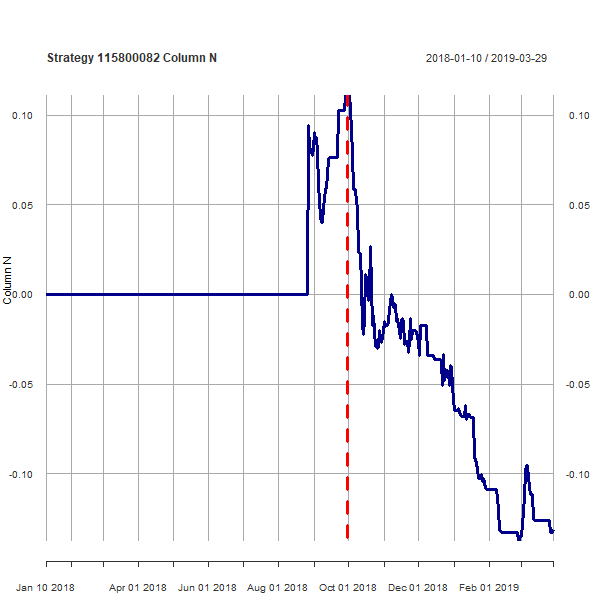 Strategy 115800082 Column N
2018-01-10 / 2019-03-29
0.10
0.10
0.05
0.05
0.00
0.00
-0.05
-0.05
-0.10
-0.10
Column N
Jan 10 2018
Apr 01 2018
Jun 01 2018
Aug 01 2018
Oct 01 2018
Dec 01 2018
Feb 01 2019